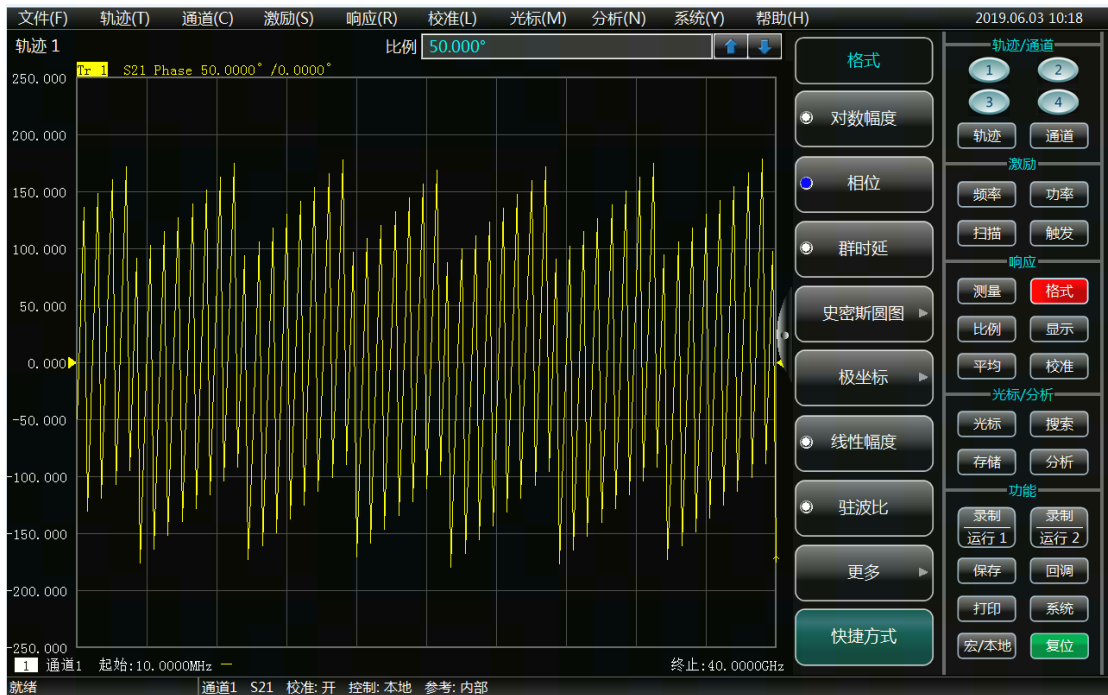 文件(F) 轨迹(T) 通道(C) 激励(S) 响应(R) 校准(L) 光标(M) 分析(N) 系统(Y) 帮助(H) 2019.06.03 10:18
轨迹 1 比例 50.000°
Tr 1 S21 Phase 50.0000°/0.0000°
250.000
200.000
150.000
100.000
50.000
0.000
-50.000
-100.000
-150.000
-200.000
-250.000
1 通道1 起始:10.0000MHz 终止:40.0000GHz
就绪 通道1 S21 校准:开 控制:本地 参考:内部
格式
对数幅度
相位
群时延
史密斯圆图
极坐标
线性幅度
驻波比
更多
快捷方式
轨迹/通道
1 2
3 4
轨迹 通道
激励
频率 功率
扫描 触发
响应
测量 格式
比例 显示
平均 校准
光标/分析
光标 搜索
存储 分析
功能
录制 录制
运行 1 运行 2
保存 回调
打印 系统
宏/本地 复位